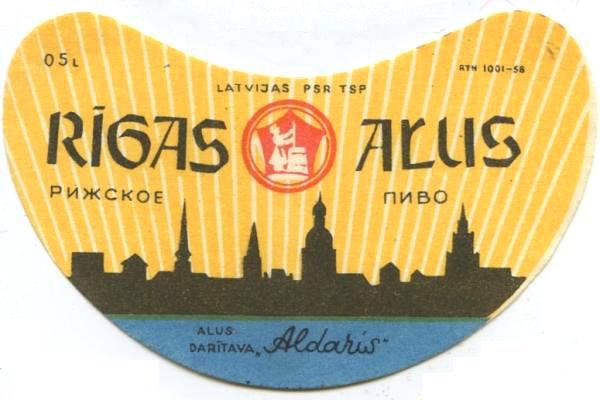 0 5 L
RTN 1001-58
LATVIJAS PSR TSP
RĪGAS ALUS
РИЖСКОЕ ПИВО
ALUS
DARĪTAVA „Aldaris"